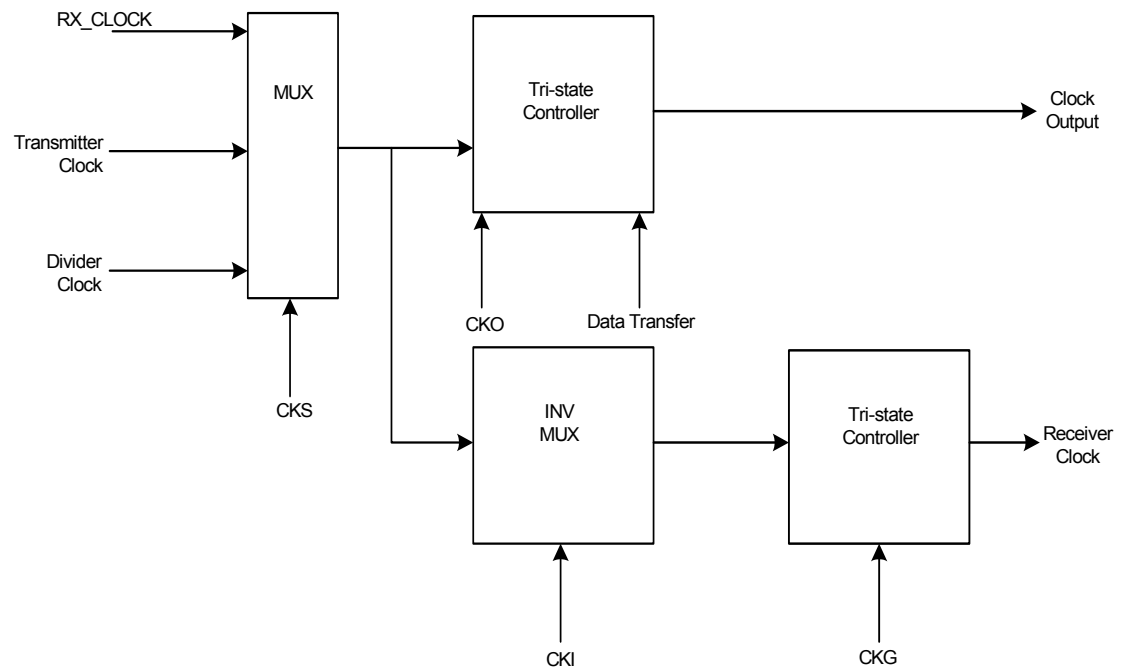 RX_CLOCK
MUX
Tri-state
Controller
Clock
Output
Transmitter
Clock
Divider
Clock
CKO
Data Transfer
CKS
INV
MUX
Tri-state
Controller
Receiver
Clock
CKI
CKG